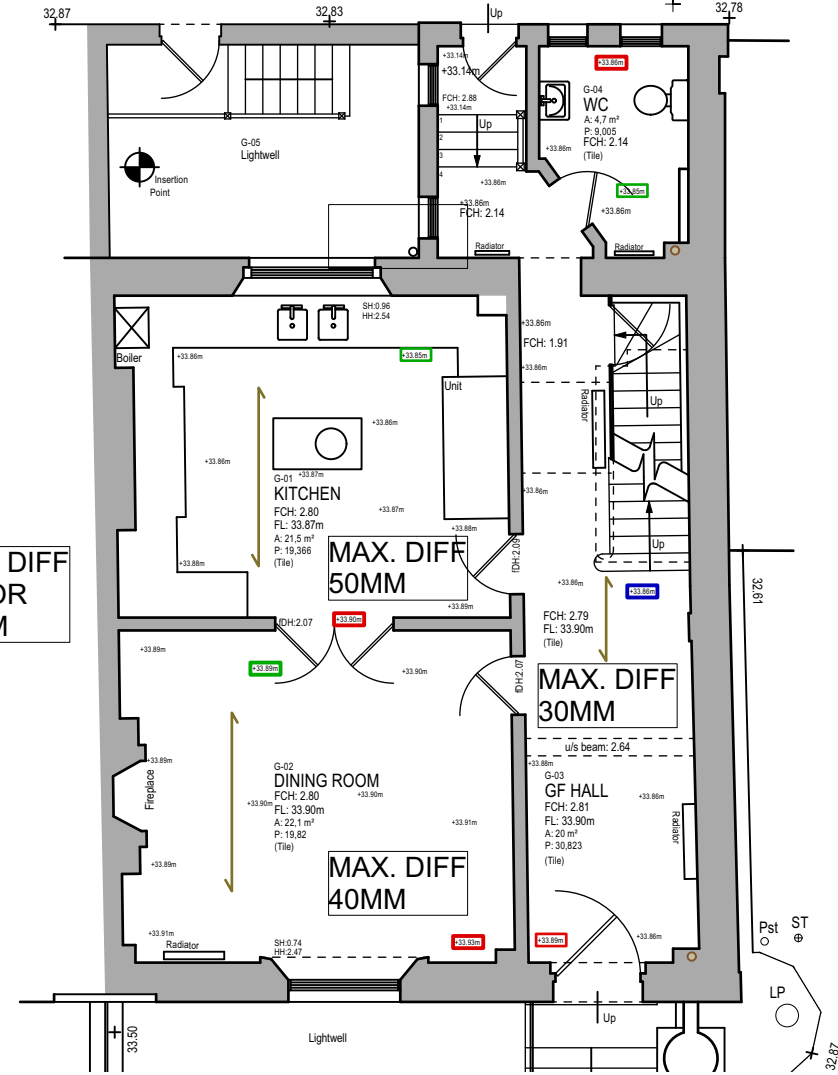 32.87
32.83
Up
32.78
+33.14m
+33.14m
FCH: 2.88
+33.14m
1
2
3
4
Up
+33.86m
+33.86m
FCH: 2.14
Radiator
+33.86m
G-04
WC
A: 4,7 m²
P: 9,005
FCH: 2.14
(Tile)
+33.86m
+33.85m
+33.86m
Radiator
G-05
Lightwell
Insertion
Point
SH:0.96
HH:2.54
Boiler
+33.86m
+33.85m
Unit
+33.86m
+33.86m
+33.87m
G-01
KITCHEN
FCH: 2.80
FL: 33.87m
A: 21,5 m²
P: 19,366
(Tile)
+33.87m
+33.88m
+33.88m
MAX. DIFF
50MM
+33.89m
fDH:2.09
fDH:2.07
+33.90m
+33.86m
FCH: 1.91
+33.86m
Radiator
Up
+33.86m
Up
+33.86m
+33.86m
FCH: 2.79
FL: 33.90m
(Tile)
MAX. DIFF
30MM
32.61
DIFF
OR
M
+33.89m
+33.89m
+33.90m
fDH:2.07
+33.89m
Fireplace
G-02
DINING ROOM
FCH: 2.80
FL: 33.90m
A: 22,1 m²
P: 19,82
(Tile)
+33.90m
+33.90m
+33.91m
+33.89m
MAX. DIFF
40MM
+33.91m
Radiator
SH:0.74
HH:2.47
+33.93m
u/s beam: 2.64
+33.88m
G-03
GF HALL
FCH: 2.81
FL: 33.90m
A: 20 m²
P: 30,823
(Tile)
+33.86m
Radiator
+33.89m
+33.86m
Pst
ST
LP
33.50
Lightwell
Up
32.87